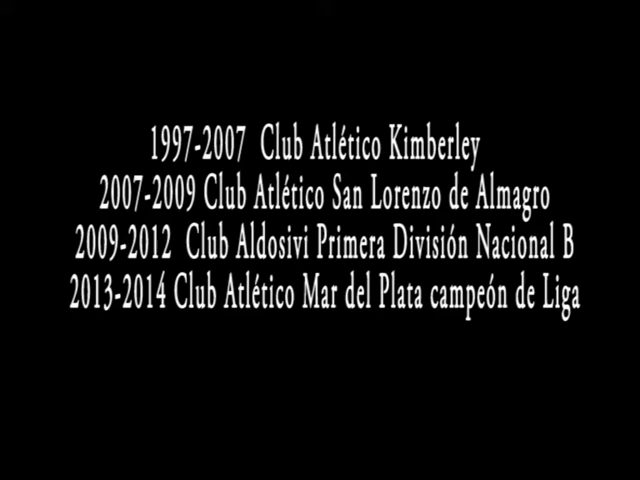 1997-2007 Club Atlético Kimberley
2007-2009 Club Atlético San Lorenzo de Almagro
2009-2012 Club Aldosivi Primera División Nacional B
2013-2014 Club Atlético Mar del Plata campeón de Liga